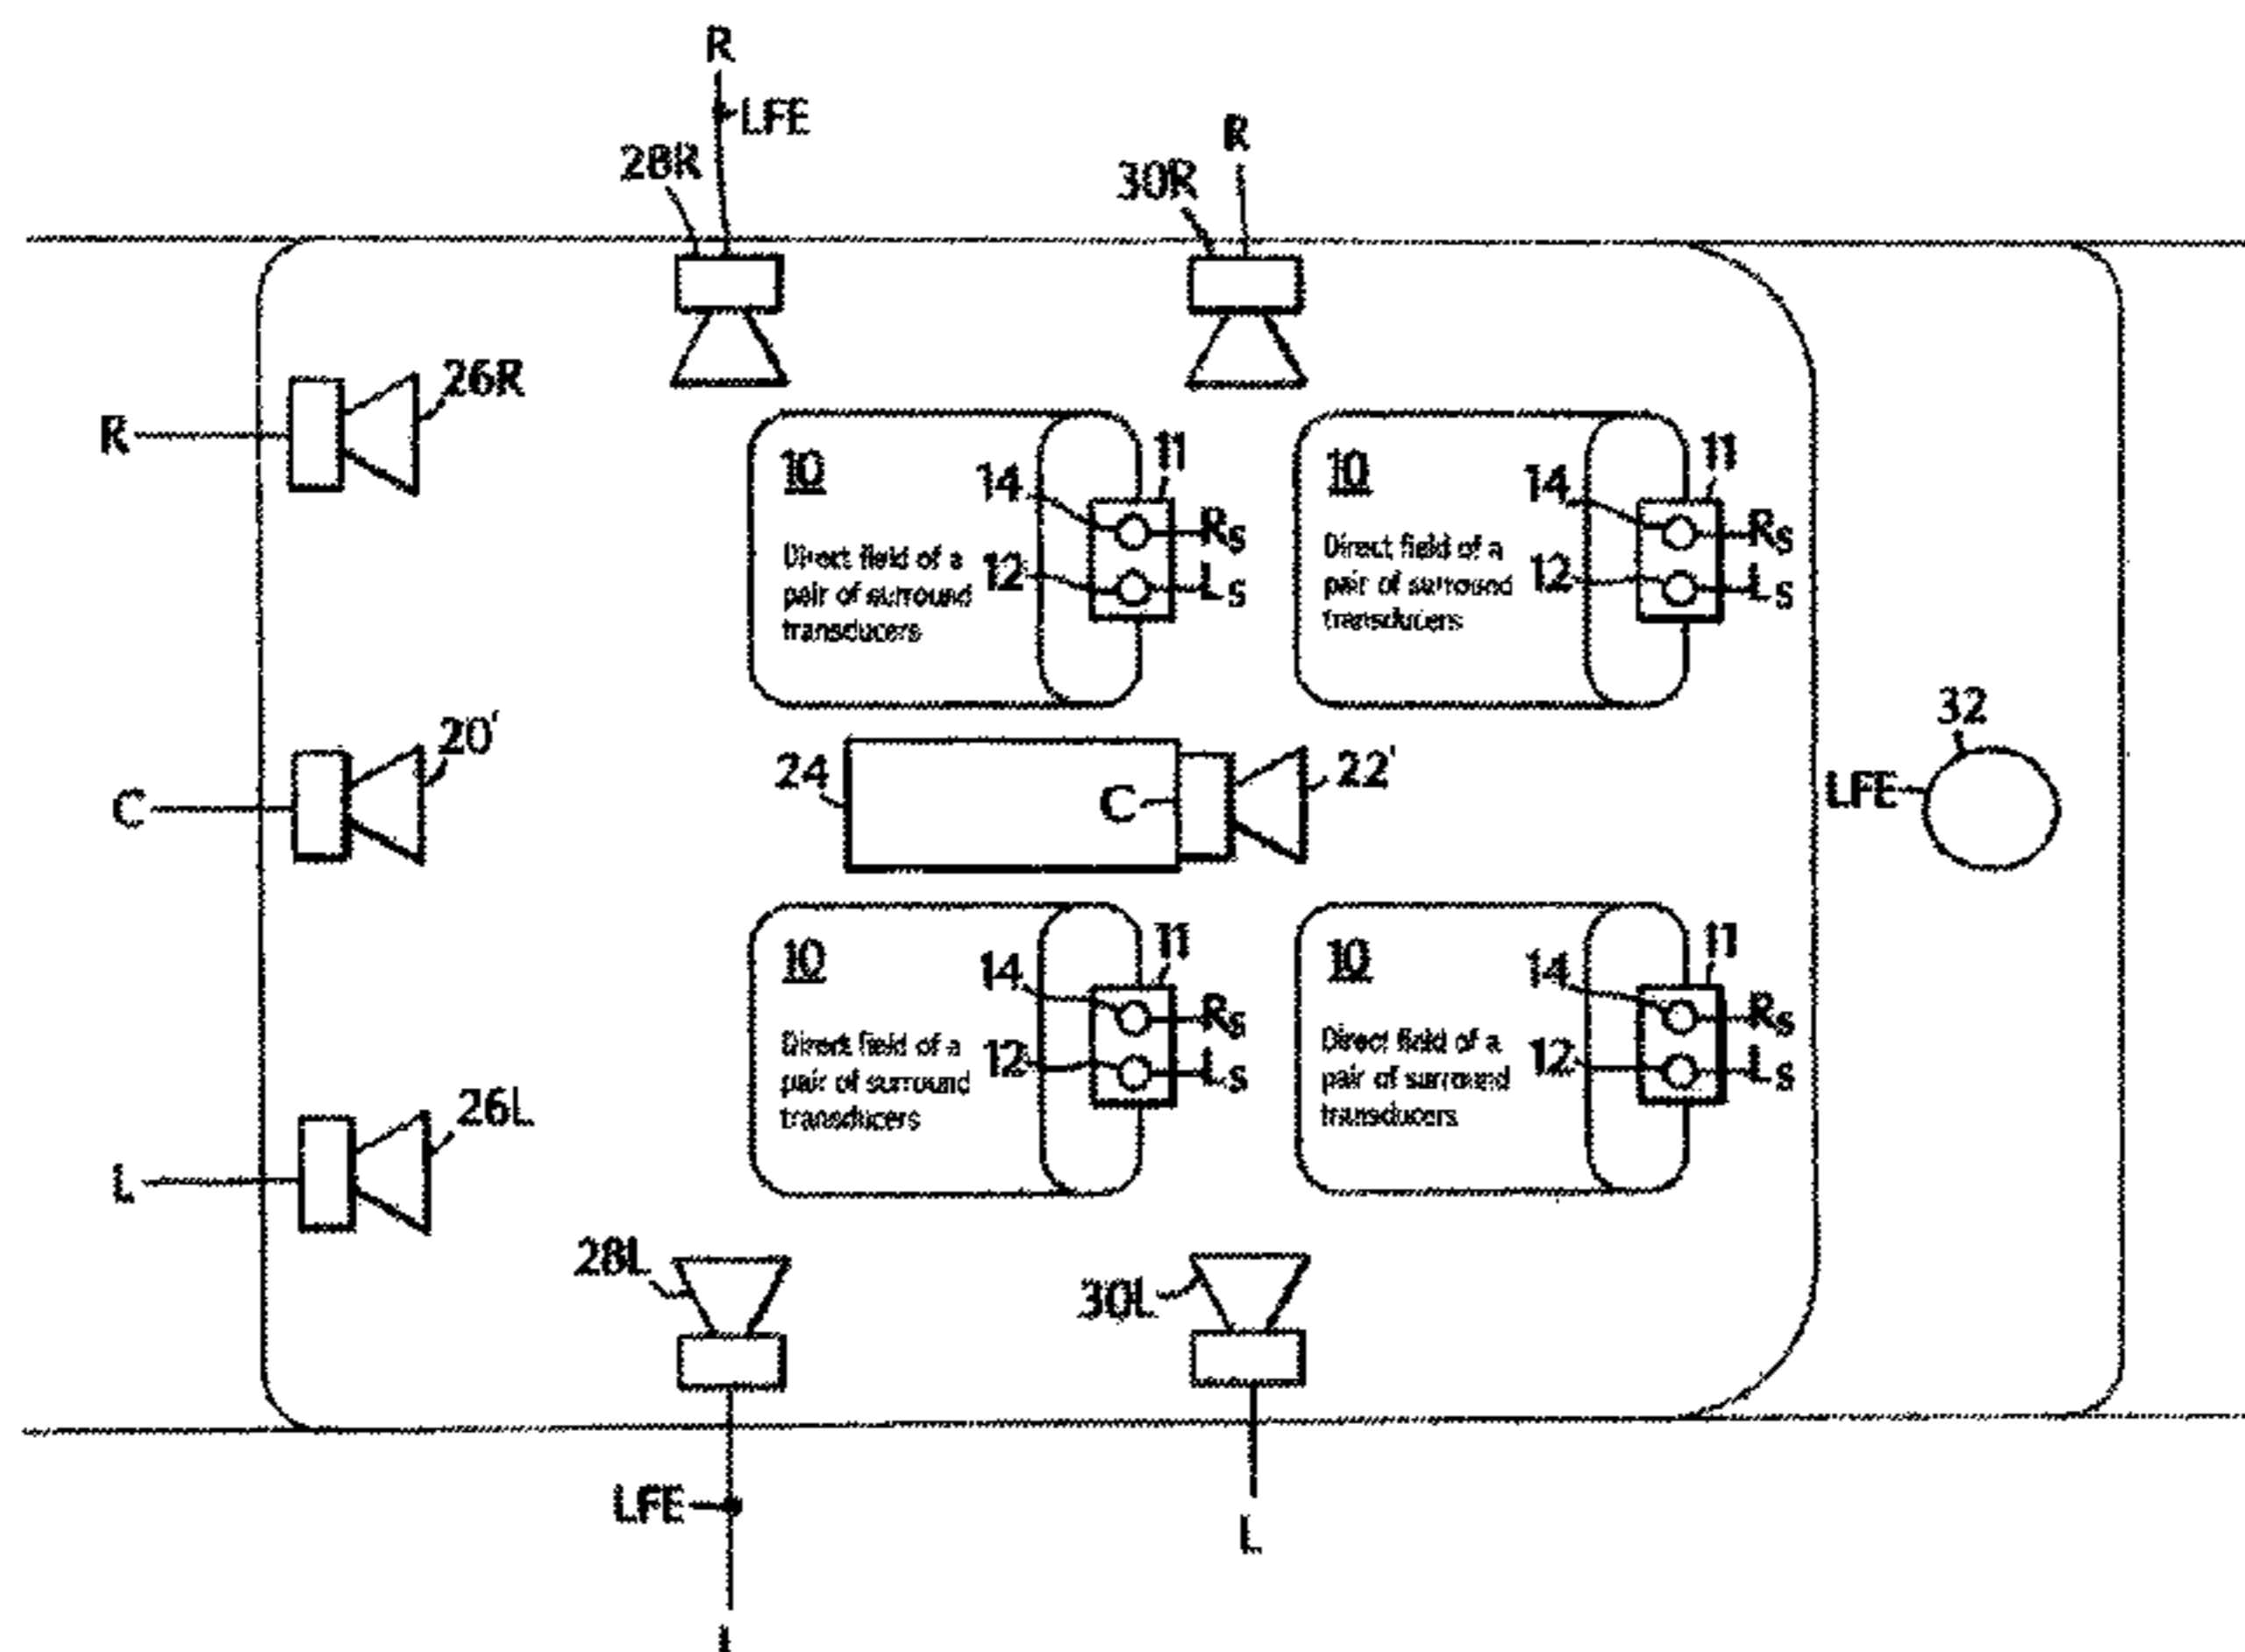 R
LFE
28R
R
30R
26R
R
10
14
11
Rs
12
Ls
Direct field of a
pair of surround
transducers
10
14
11
Rs
12
Ls
Direct field of a
pair of surround
transducers
20'
C
24
C
22'
32
LFE
10
14
11
Rs
12
Ls
Direct field of a
pair of surround
transducers
10
14
11
Rs
12
Ls
Direct field of a
pair of surround
transducers
26L
L
28L
30L
LFE
L